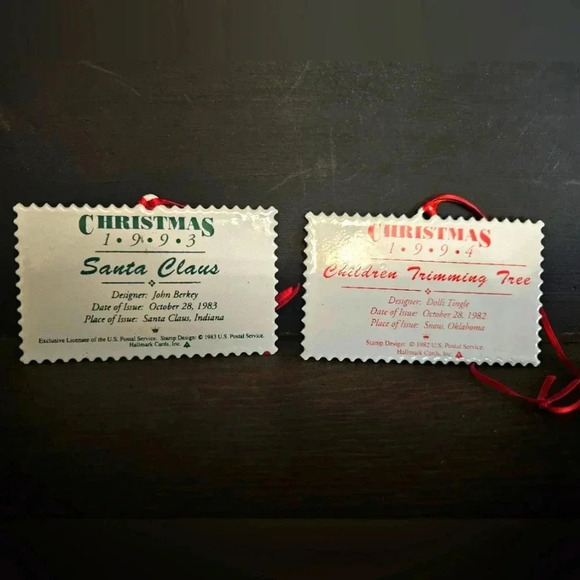 CHRISTMAS
1•9•9•3
Santa Claus
Designer: John Berkey
Date of Issue: October 28, 1983
Place of Issue: Santa Claus, Indiana
Exclusive Licensee of the U.S. Postal Service. Stamp Design: © 1983 U.S. Postal Service.
Hallmark Cards, Inc.
CHRISTMAS
1•9•9•4
Children Trimming Tree
Designer: Dolli Tingle
Date of Issue: October 28, 1982
Place of Issue: Snow, Oklahoma
Stamp Design: © 1982 U.S. Postal Service.
Hallmark Cards, Inc.